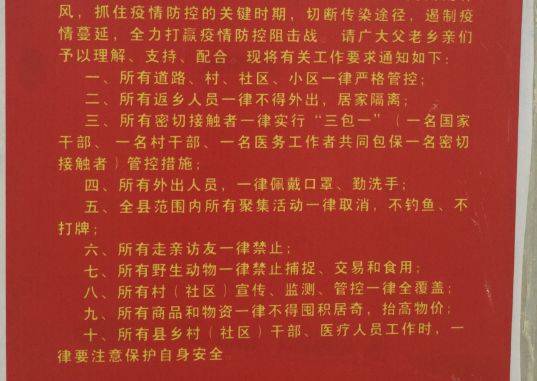 风，抓住疫情防控的关键时期，切断传染途径，遏制疫
情蔓延，全力打赢疫情防控阻击战。请广大父老乡亲们
予以理解、支持、配合。现将有关工作要求通知如下：
一、所有道路、村、社区、小区一律严格管控；
二、所有返乡人员一律不得外出，居家隔离；
三、所有密切接触者一律实行“三包一”（一名国家
干部、一名村干部、一名医务工作者共同包保一名密切
接触者）管控措施；
四、所有外出人员，一律佩戴口罩、勤洗手；
五、全县范围内所有聚集活动一律取消，不钓鱼、不
打牌；
六、所有走亲访友一律禁止；
七、所有野生动物一律禁止捕捉、交易和食用；
八、所有村（社区）宣传、监测、管控一律全覆盖；
九、所有商品和物资一律不得囤积居奇，抬高物价；
十、所有县乡村（社区）干部、医疗人员工作时，一
律要注意保护自身安全。